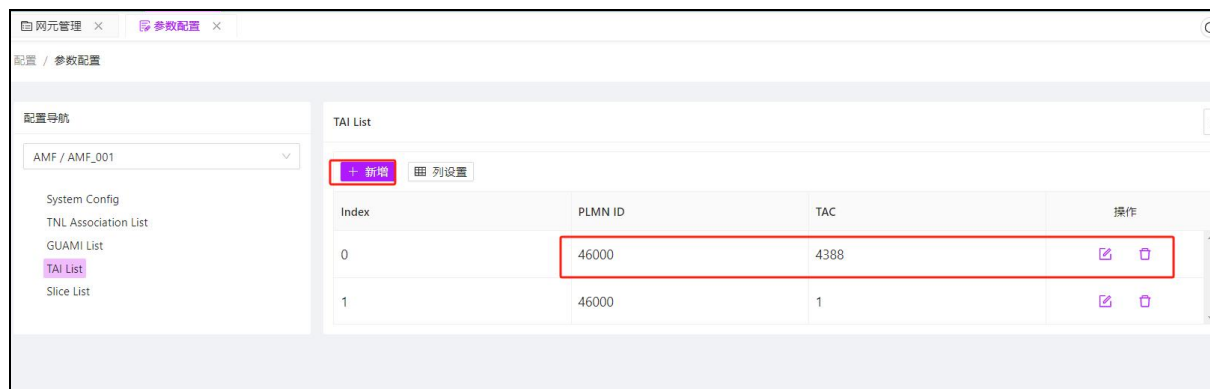 网元管理 × 参数配置 ×
配置 / 参数配置
配置导航
AMF / AMF_001
System Config
TNL Association List
GUAMI List
TAI List
Slice List
TAI List
+ 新增 列设置
Index PLMN ID TAC 操作
0 46000 4388
1 46000 1